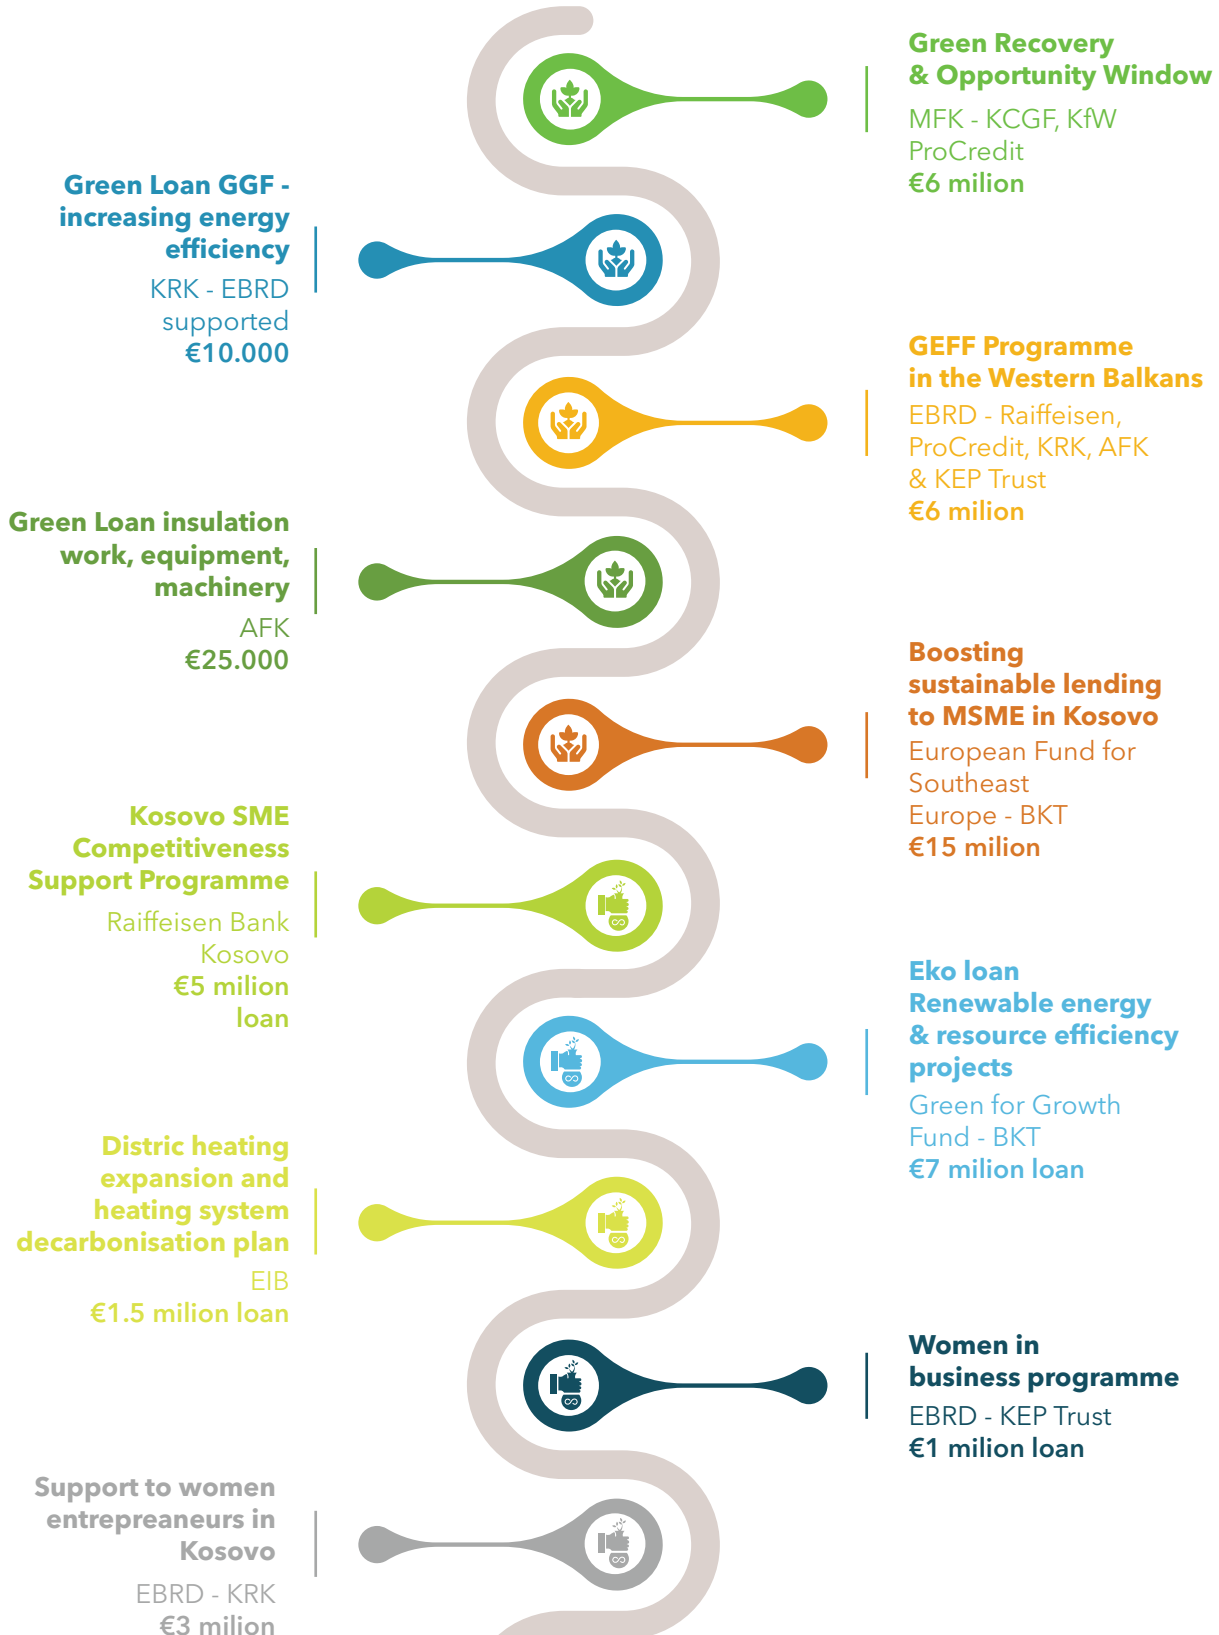 Green Recovery
& Opportunity Window
MFK - KCGF, KfW
ProCredit
€6 milion
Green Loan GGF -
increasing energy
efficiency
KRK - EBRD
supported
€10.000
GEFF Programme
in the Western Balkans
EBRD - Raiffeisen,
ProCredit, KRK, AFK
& KEP Trust
€6 milion
Green Loan insulation
work, equipment,
machinery
AFK
€25.000
Boosting
sustainable lending
to MSME in Kosovo
European Fund for
Southeast
Europe - BKT
€15 milion
Kosovo SME
Competitiveness
Support Programme
Raiffeisen Bank
Kosovo
€5 milion
loan
Eko loan
Renewable energy
& resource efficiency
projects
Green for Growth
Fund - BKT
€7 milion loan
Distric heating
expansion and
heating system
decarbonisation plan
EIB
€1.5 milion loan
Women in
business programme
EBRD - KEP Trust
€1 milion loan
Support to women
entrepreaneurs in
Kosovo
EBRD - KRK
€3 milion